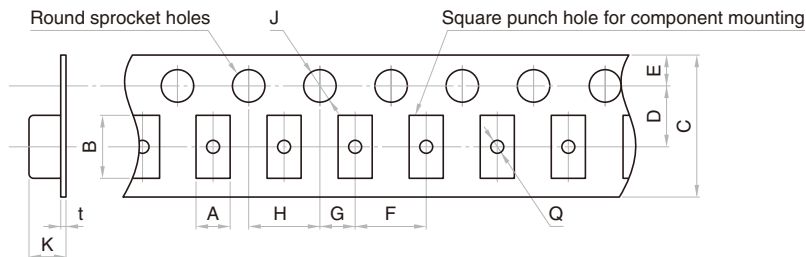 Round sprocket holes
J
Square punch hole for component mounting
E
D
C
B
A
H
G
F
Q
t
K